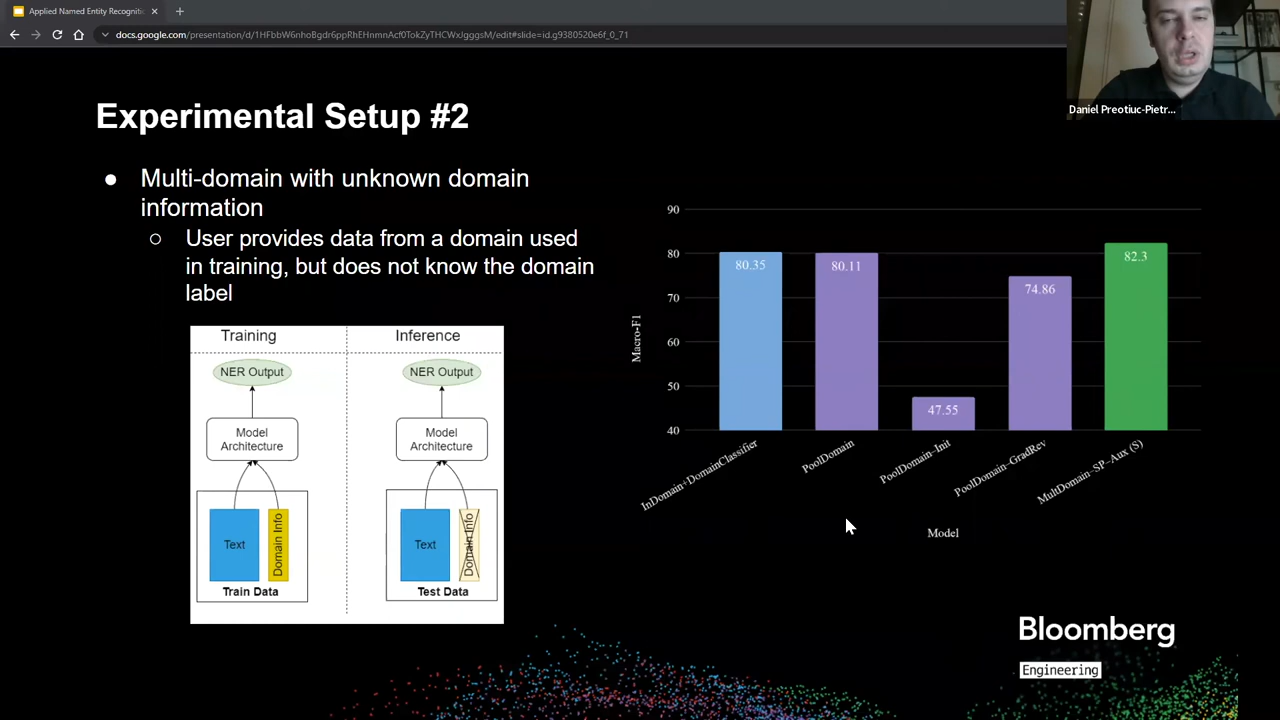 Applied Named Entity Recogniti
docs.google.com/presentation/d/1HFbbW6nhoBgdr6ppRhEHnmnAcf0TokZyTHCWxJgggsM/edit#slide=id.g9380520e6f_0_71
Daniel Preotiuc-Pietr...
Experimental Setup #2
● Multi-domain with unknown domain
information
○ User provides data from a domain used
in training, but does not know the domain
label
Training
Inference
NER Output
NER Output
Model
Architecture
Model
Architecture
Text
Domain Info
Text
Domain Info
Train Data
Test Data
90
80
70
60
50
40
Macro-F1
80.35
80.11
47.55
74.86
82.3
InDomain+DomainClassifier
PoolDomain
PoolDomain-Init
PoolDomain-GradRev
MultDomain-SP-Aux (S)
Model
Bloomberg
Engineering